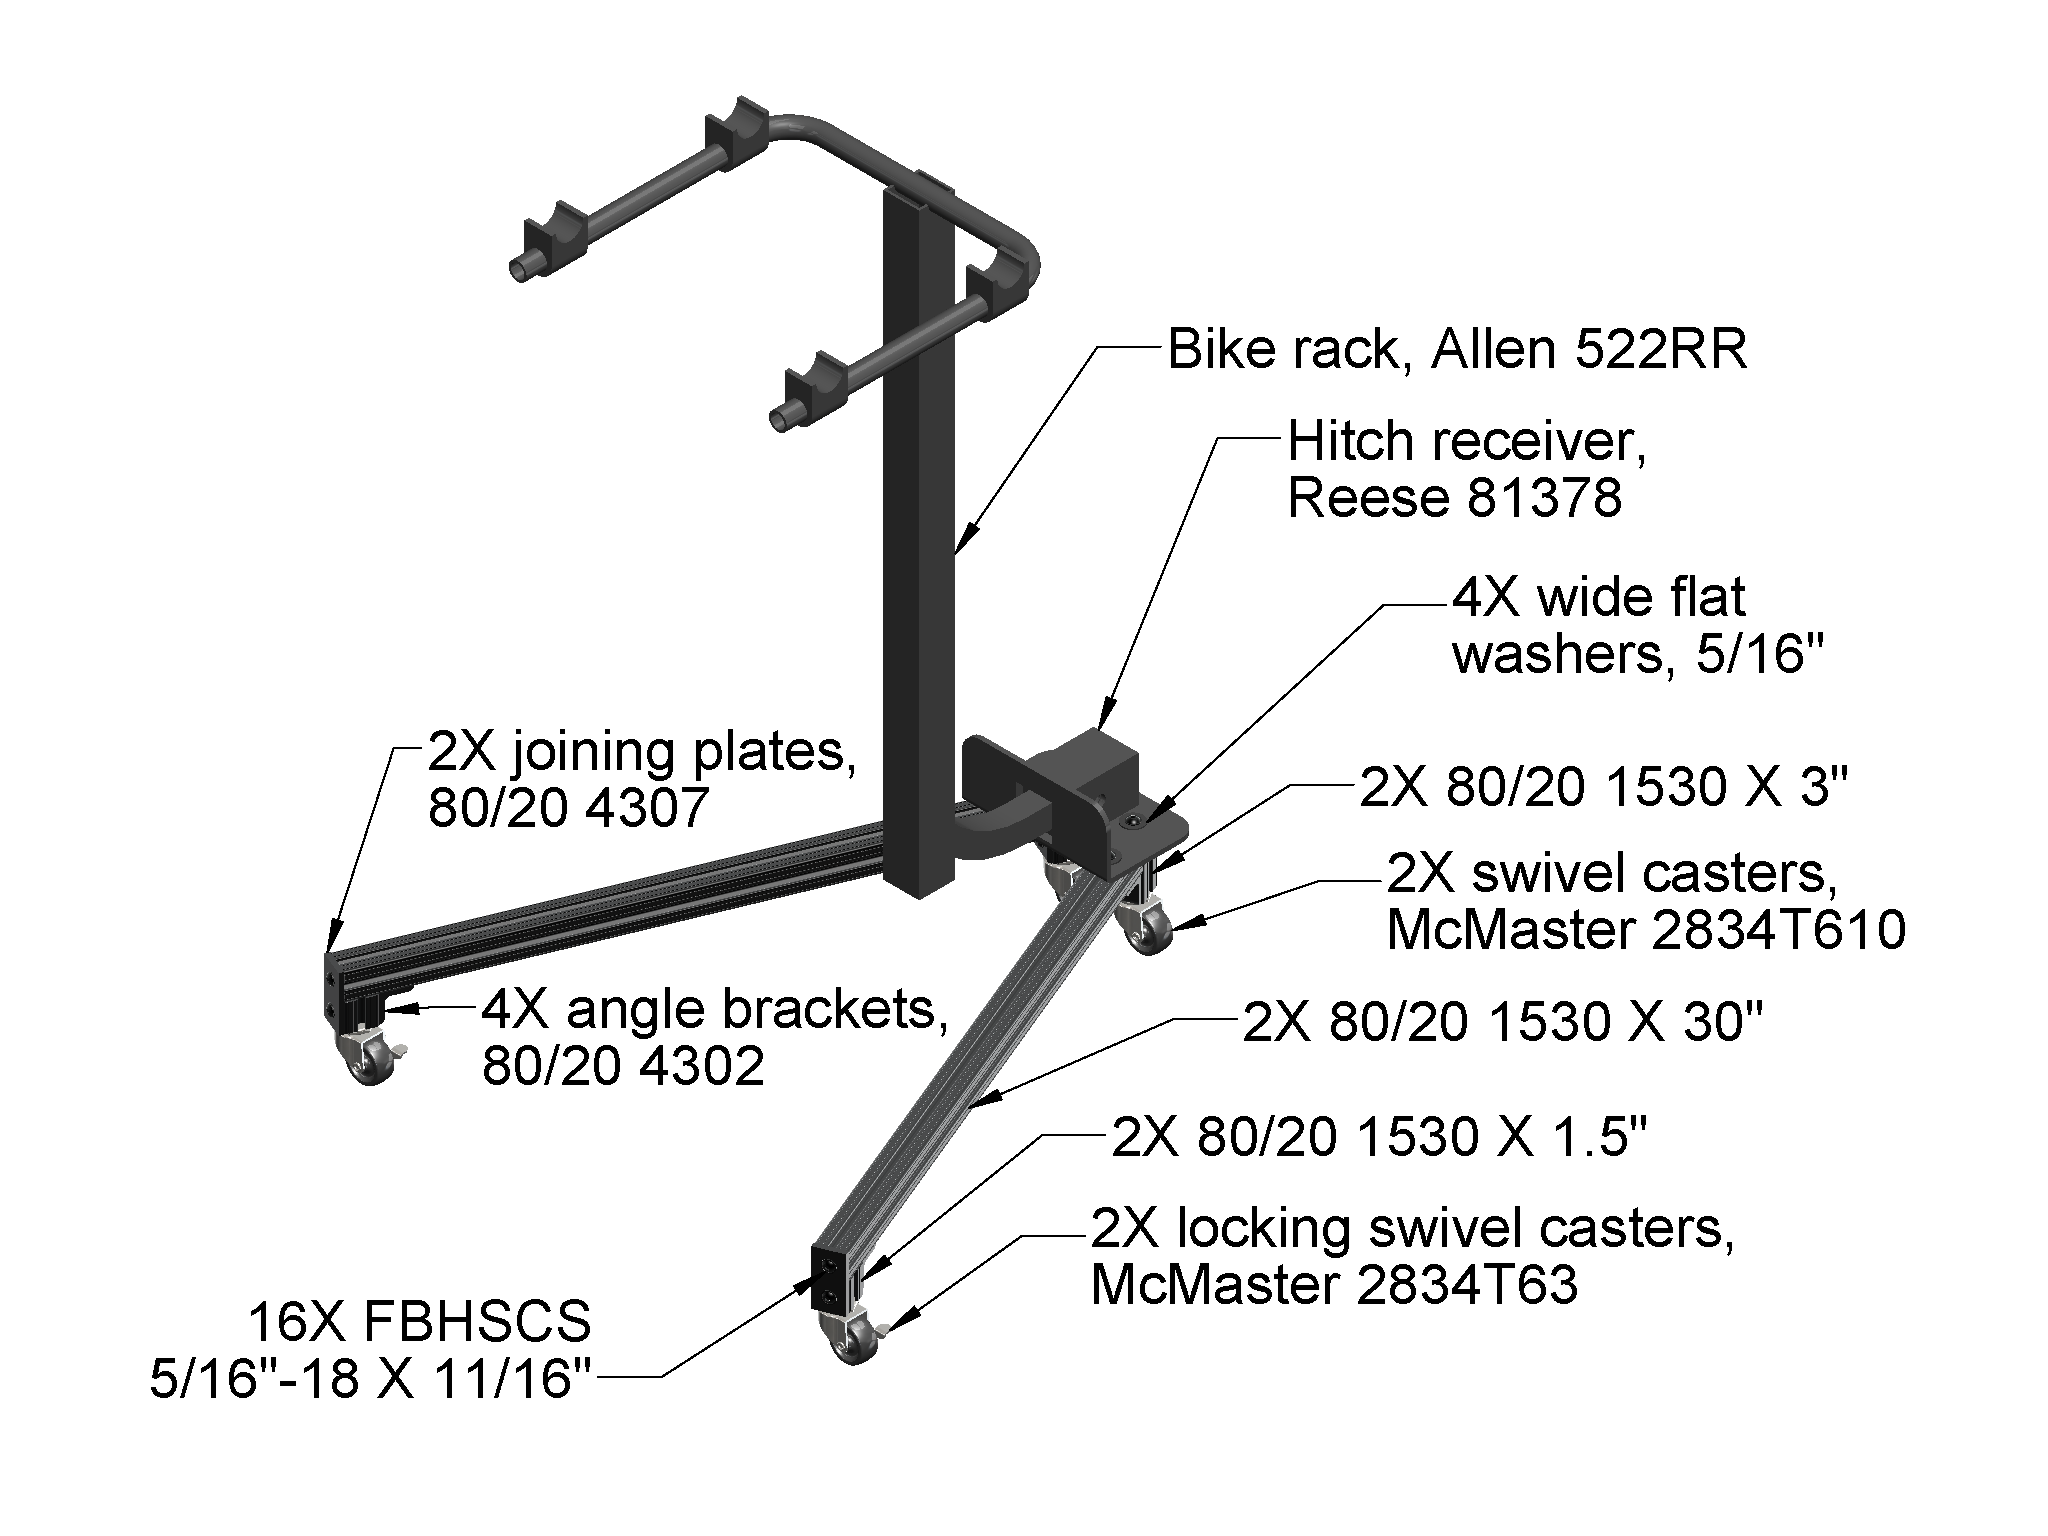 Bike rack, Allen 522RR
Hitch receiver,
Reese 81378
4X wide flat
washers, 5/16"
2X joining plates,
80/20 4307
2X 80/20 1530 X 3"
2X swivel casters,
McMaster 2834T610
4X angle brackets,
80/20 4302
2X 80/20 1530 X 30"
2X 80/20 1530 X 1.5"
2X locking swivel casters,
McMaster 2834T63
16X FBHSCS
5/16"-18 X 11/16"